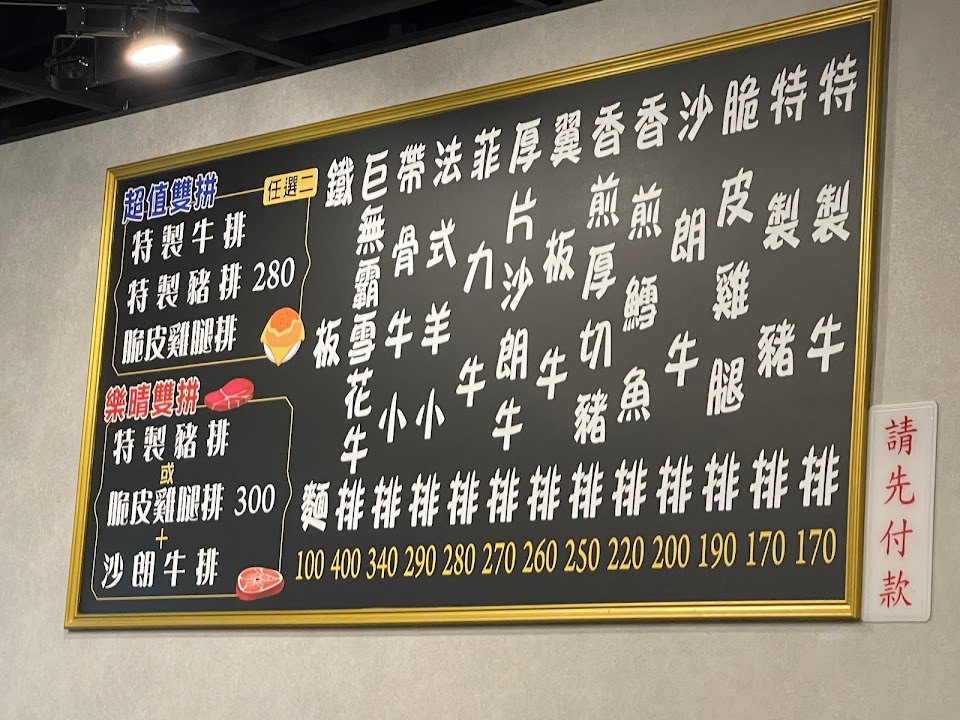 超值雙拼
任選二
特製牛排
特製豬排 280
脆皮雞腿排
樂晴雙拼
特製豬排
或
脆皮雞腿排 300
+
沙朗牛排
特製牛排 170
特製豬排 170
脆皮雞腿排 190
沙朗牛排 200
香煎鱈魚排 220
香煎厚切豬排 250
翼板牛排 260
厚片沙朗牛排 270
菲力牛排 280
法式羊小排 290
帶骨牛小排 340
巨無霸雪花牛排 400
鐵板麵 100
請先付款